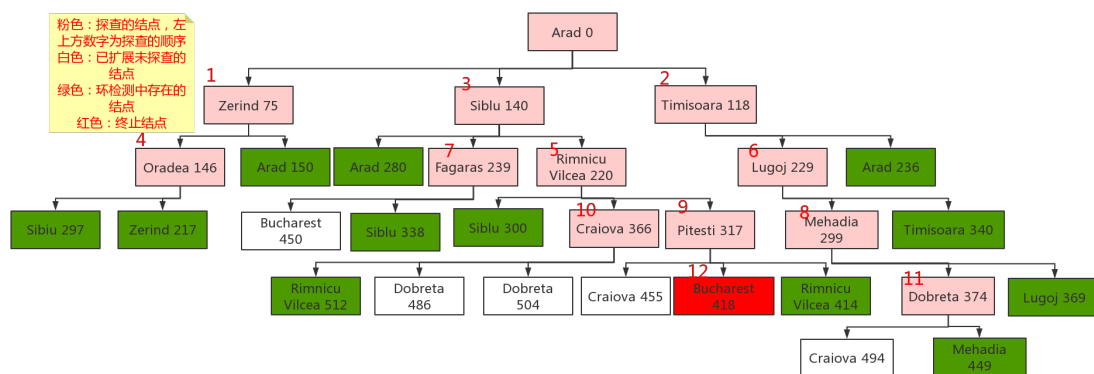 粉色：探查的结点，左
上方数字为探查的顺序
白色：已扩展未探查的
结点
绿色：环检测中存在的
结点
红色：终止结点
Arad 0
1
3
2
Zerind 75
Siblu 140
Timisoara 118
4
7
5
6
Oradea 146
Arad 150
Arad 280
Fagaras 239
Rimnicu
Vilcea 220
Lugoj 229
Arad 236
10
9
8
Sibiu 297
Zerind 217
Bucharest
450
Siblu 338
Siblu 300
Craiova 366
Pitesti 317
Mehadia
299
Timisoara 340
12
11
Rimnicu
Vilcea 512
Dobreta
486
Dobreta
504
Craiova 455
Bucharest
418
Rimnicu
Vilcea 414
Dobreta 374
Lugoj 369
Craiova 494
Mehadia
449